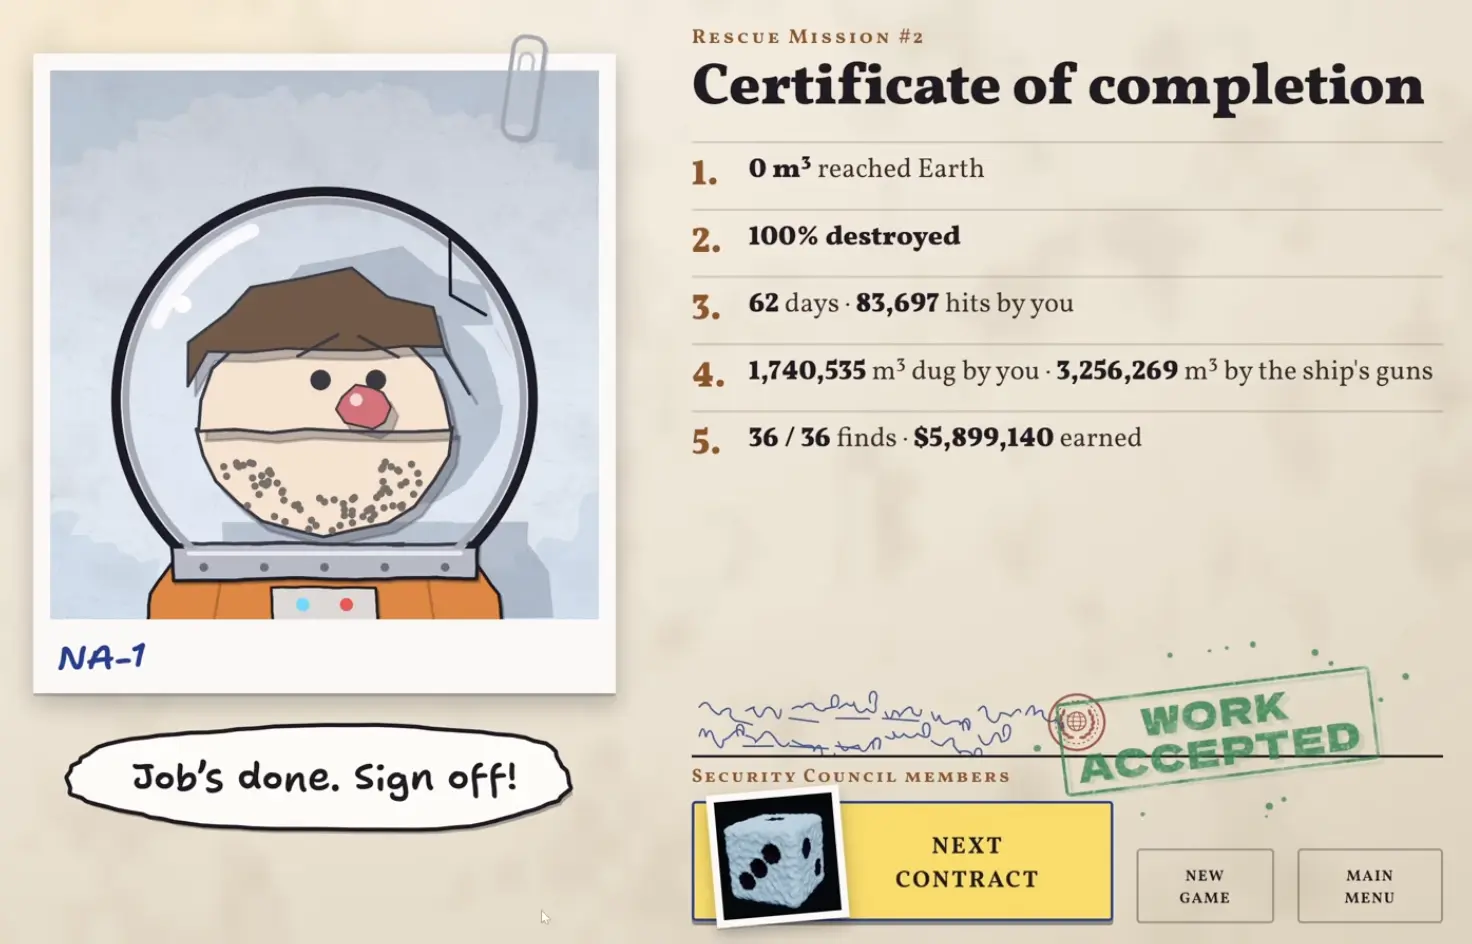 RESCUE MISSION #2
Certificate of completion
1. 0 m³ reached Earth
2. 100% destroyed
3. 62 days · 83,697 hits by you
4. 1,740,535 m³ dug by you · 3,256,269 m³ by the ship's guns
5. 36 / 36 finds · $5,899,140 earned
NA-1
Job's done. Sign off!
WORK
ACCEPTED
SECURITY COUNCIL MEMBERS
NEXT
CONTRACT
NEW
GAME
MAIN
MENU